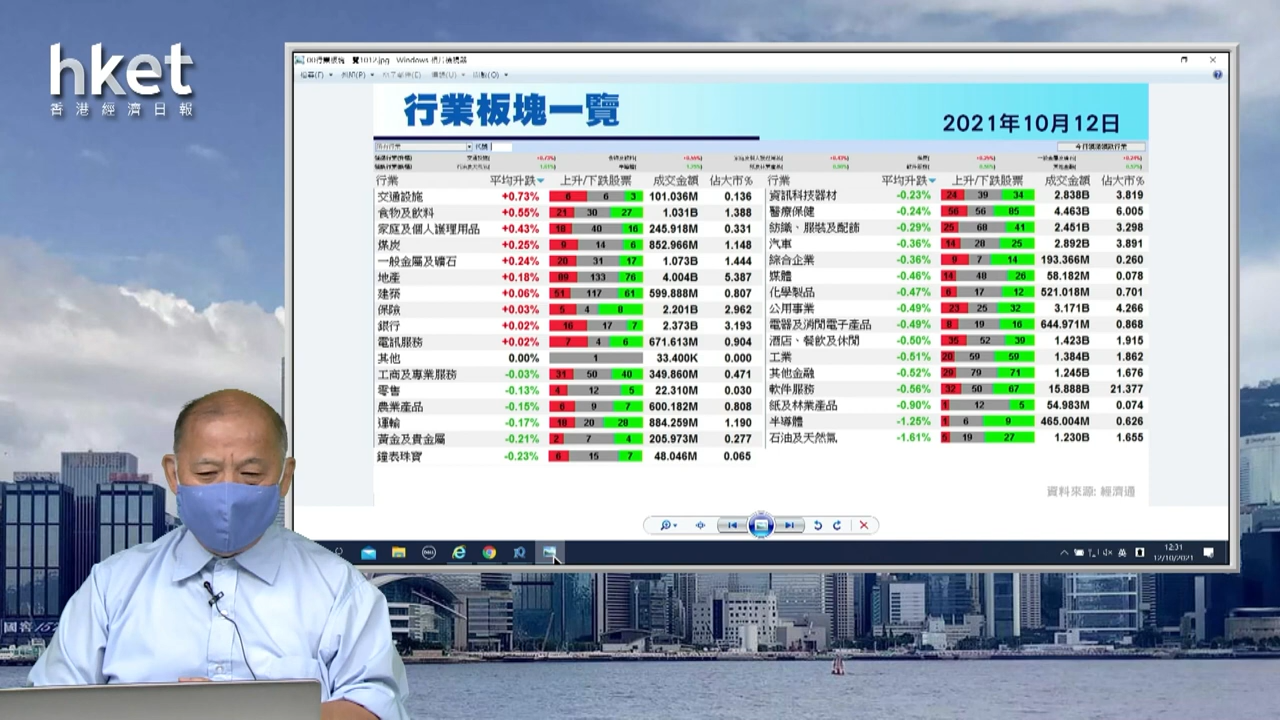 hket
香港經濟日報
Windows 相片檢視器
行業板塊一覽
2021年10月12日
行業 平均升跌 上升/下跌股票 成交金額 佔大市%
交通設施 +0.73% 6 6 3 101.036M 0.136
食物及飲料 +0.55% 21 30 27 1.031B 1.388
家庭及個人護理用品 +0.43% 18 40 16 245.918M 0.331
煤炭 +0.25% 9 14 6 852.966M 1.148
一般金屬及礦石 +0.24% 20 31 17 1.073B 1.444
地產 +0.18% 89 133 76 4.004B 5.387
建築 +0.06% 51 117 61 599.888M 0.807
保險 +0.03% 5 4 8 2.201B 2.962
銀行 +0.02% 16 17 7 2.373B 3.193
電訊服務 +0.02% 7 4 6 671.613M 0.904
其他 0.00% 1 33.400K 0.000
工商及專業服務 -0.03% 31 50 40 349.860M 0.471
零售 -0.13% 4 12 5 22.310M 0.030
農業產品 -0.15% 6 9 7 600.182M 0.808
運輸 -0.17% 18 20 28 884.259M 1.190
黃金及貴金屬 -0.21% 2 7 4 205.973M 0.277
鐘表珠寶 -0.23% 6 15 7 48.046M 0.065
行業 平均升跌 上升/下跌股票 成交金額 佔大市%
資訊科技器材 -0.23% 24 39 34 2.838B 3.819
醫療保健 -0.24% 56 56 85 4.463B 6.005
紡織、服裝及配飾 -0.29% 25 68 41 2.451B 3.298
汽車 -0.36% 14 28 25 2.892B 3.891
綜合企業 -0.36% 9 7 14 193.366M 0.260
媒體 -0.46% 14 48 26 58.182M 0.078
化學製品 -0.47% 6 17 12 521.018M 0.701
公用事業 -0.49% 23 25 32 3.171B 4.266
電器及消閒電子產品 -0.49% 8 19 16 644.971M 0.868
酒店、餐飲及休閒 -0.50% 35 52 39 1.423B 1.915
工業 -0.51% 20 59 59 1.384B 1.862
其他金融 -0.52% 29 79 71 1.245B 1.676
軟件服務 -0.56% 32 50 67 15.888B 21.377
紙及林業產品 -0.90% 1 12 5 54.983M 0.074
半導體 -1.25% 1 6 9 465.004M 0.626
石油及天然氣 -1.61% 5 19 27 1.230B 1.655
資料來源: 經濟通
英
12:31
12/10/2021